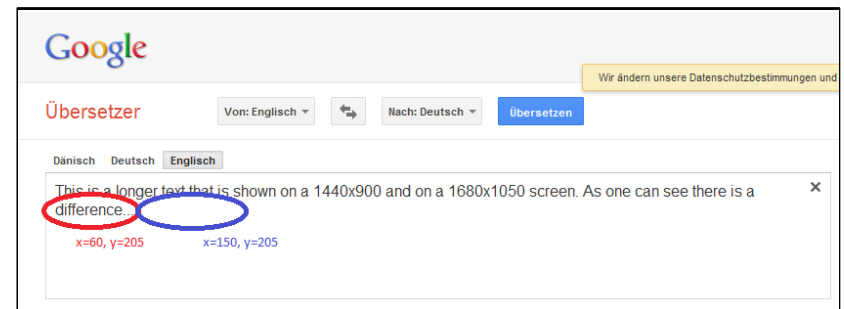 Google
Wir ändern unsere Datenschutzbestimmungen und
Übersetzer
Von: Englisch
Nach: Deutsch
Übersetzen
Dänisch Deutsch Englisch
This is a longer text that is shown on a 1440x900 and on a 1680x1050 screen. As one can see there is a
difference...
x=60, y=205 x=150, y=205